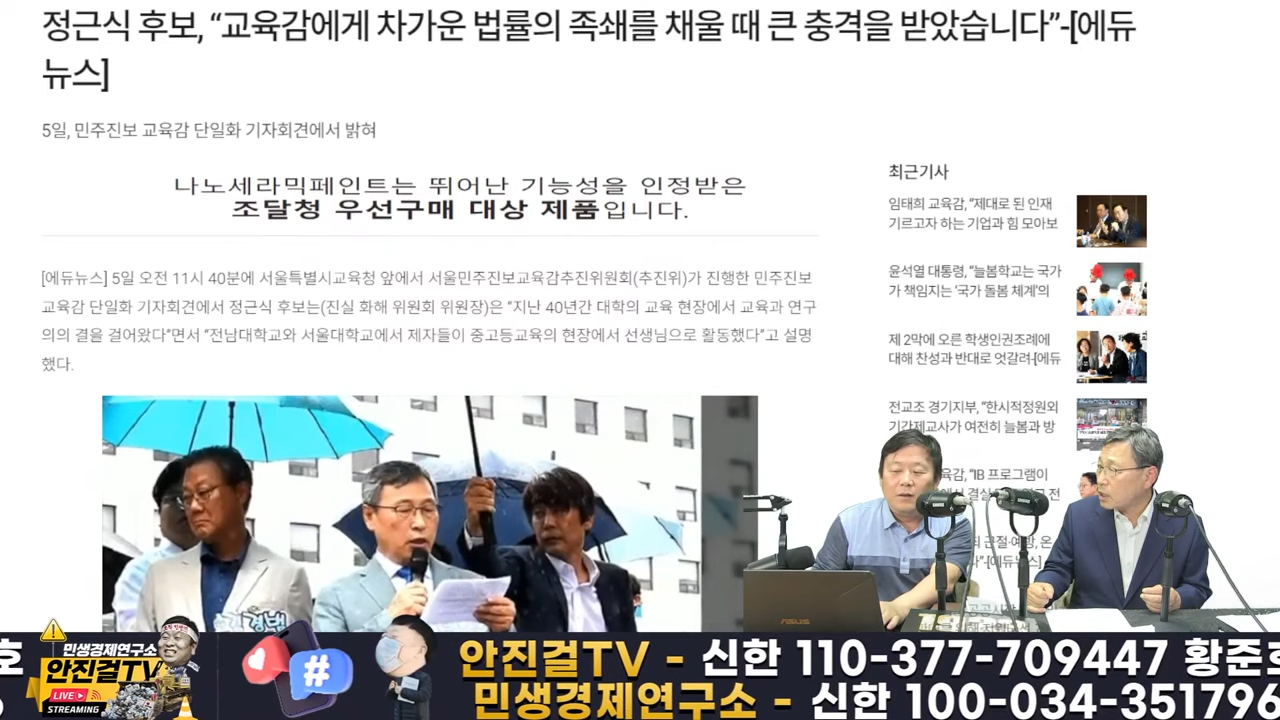 정근식 후보, “교육감에게 차가운 법률의 족쇄를 채울 때 큰 충격을 받았습니다”-[에듀
뉴스]
5일, 민주진보 교육감 단일화 기자회견에서 밝혀
나노세라믹페인트는 뛰어난 기능성을 인정받은
조달청 우선구매 대상 제품입니다.
[에듀뉴스] 5일 오전 11시 40분에 서울특별시교육청 앞에서 서울민주진보교육감추진위원회(추진위)가 진행한 민주진보
교육감 단일화 기자회견에서 정근식 후보는(진실 화해위원회 위원장)은 “지난 40년간 대학의 교육 현장에서 교육과 연구
의의 결을 걸어왔다”면서 “전남대학교와 서울대학교에서 제자들이 중고등교육의 현장에서 선생님으로 활동했다”고 설명
했다.
최근기사
임태희 교육감, “제대로 된 인재
기르고자 하는 기업과 힘 모아보
윤석열 대통령, “늘봄학교는 국가
가 책임지는 ‘국가 돌봄 체계’의
제 2막에 오른 학생인권조례에
대해 찬성과 반대로 엇갈려-[에듀
전교조 경기지부, “한시적정원외
기간제교사가 여전히 늘봄과 방
육감, “IB 프로그램이
전
온
ASUS
호
민생경제연구소
안진걸TV
LIVE
STREAMING
#
안진걸TV - 신한 110-377-709447 황준호
민생경제연구소 - 신한 100-034-351796